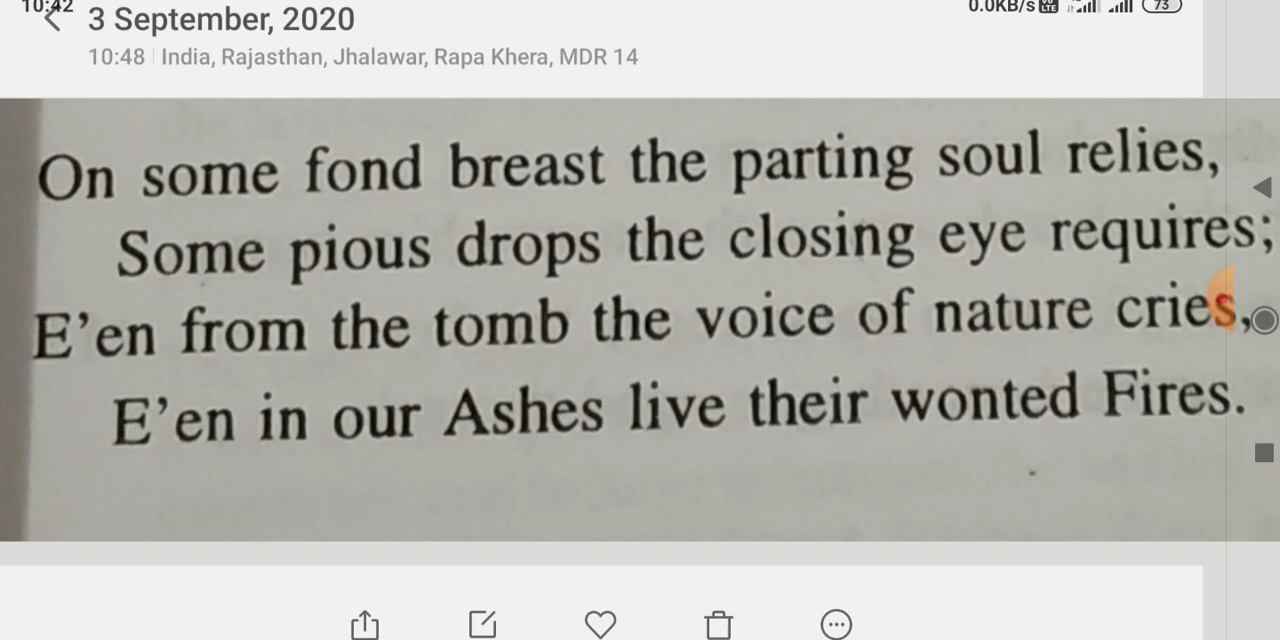 10:42
3 September, 2020
0.0KB/s Vo LTE 73
10:48 India, Rajasthan, Jhalawar, Rapa Khera, MDR 14
On some fond breast the parting soul relies,
Some pious drops the closing eye requires;
E'en from the tomb the voice of nature cries,
E'en in our Ashes live their wonted Fires.